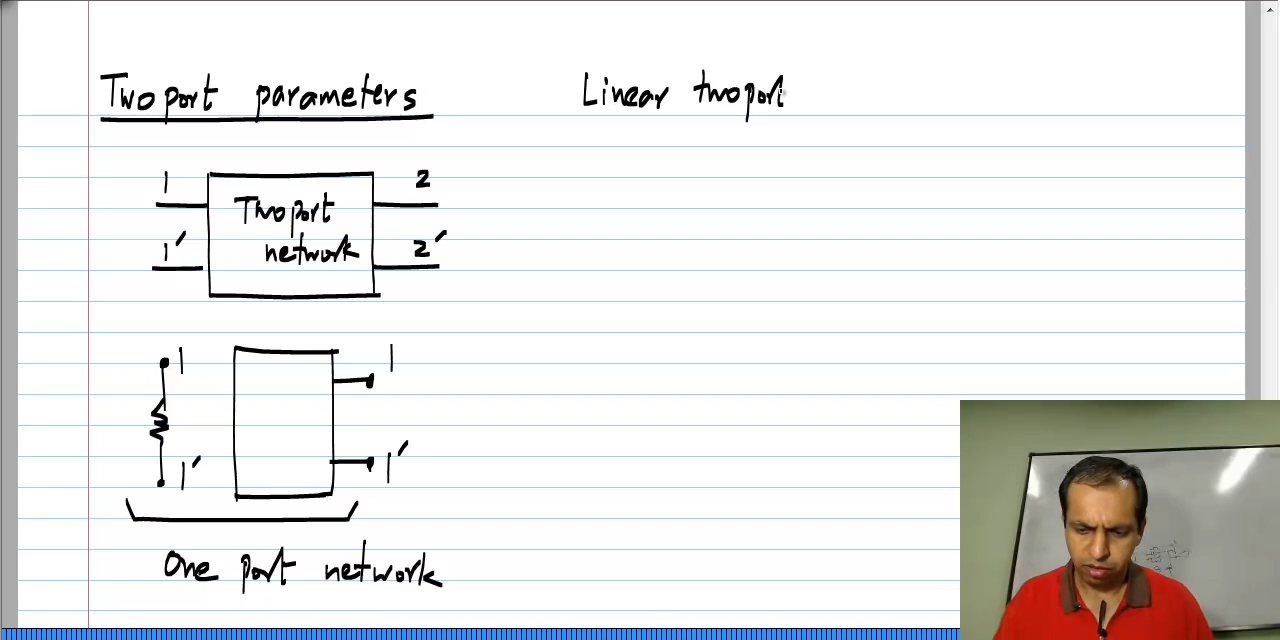 Two port parameters
Linear twoport
1
2
Two port
network
1'
2'
1
1
1'
1'
One port network